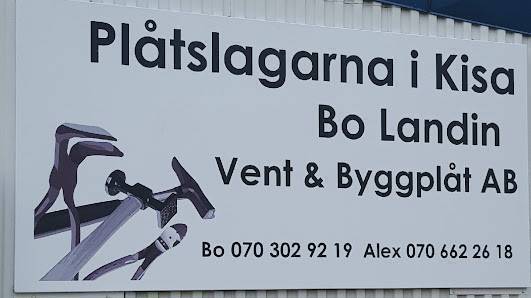 Plåtslagarna i Kisa
Bo Landin
Vent & Byggplåt AB
Bo 070 302 92 19 Alex 070 662 26 18